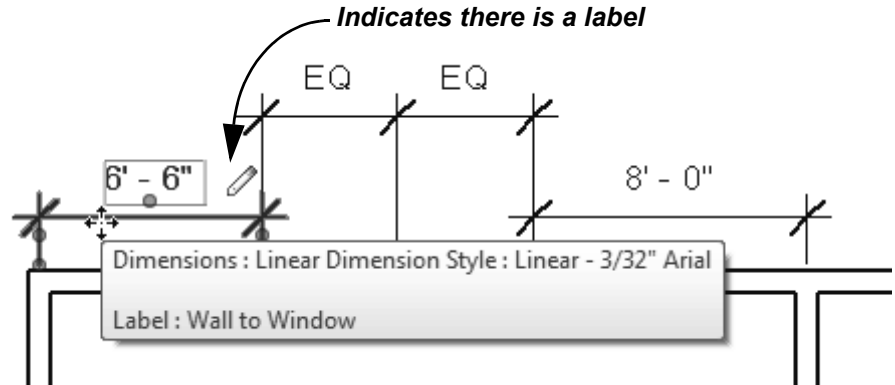 Indicates there is a label
EQ EQ
6' - 6" 8' - 0"
Dimensions : Linear Dimension Style : Linear - 3/32" Arial
Label : Wall to Window